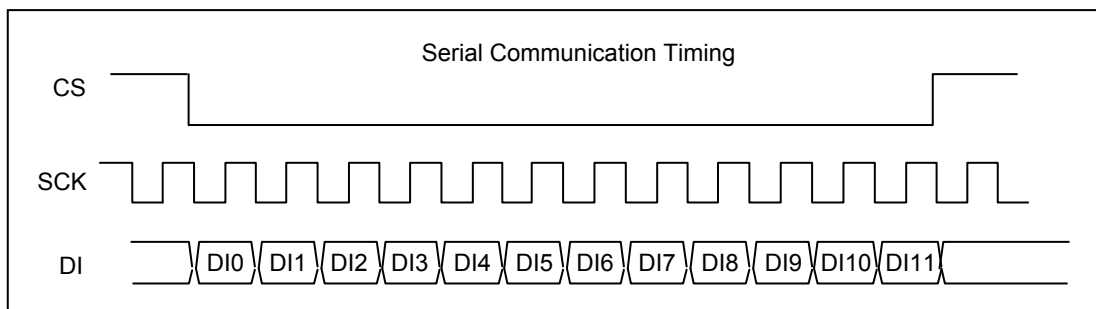 Serial Communication Timing
CS
SCK
DI
DI0 DI1 DI2 DI3 DI4 DI5 DI6 DI7 DI8 DI9 DI10 DI11